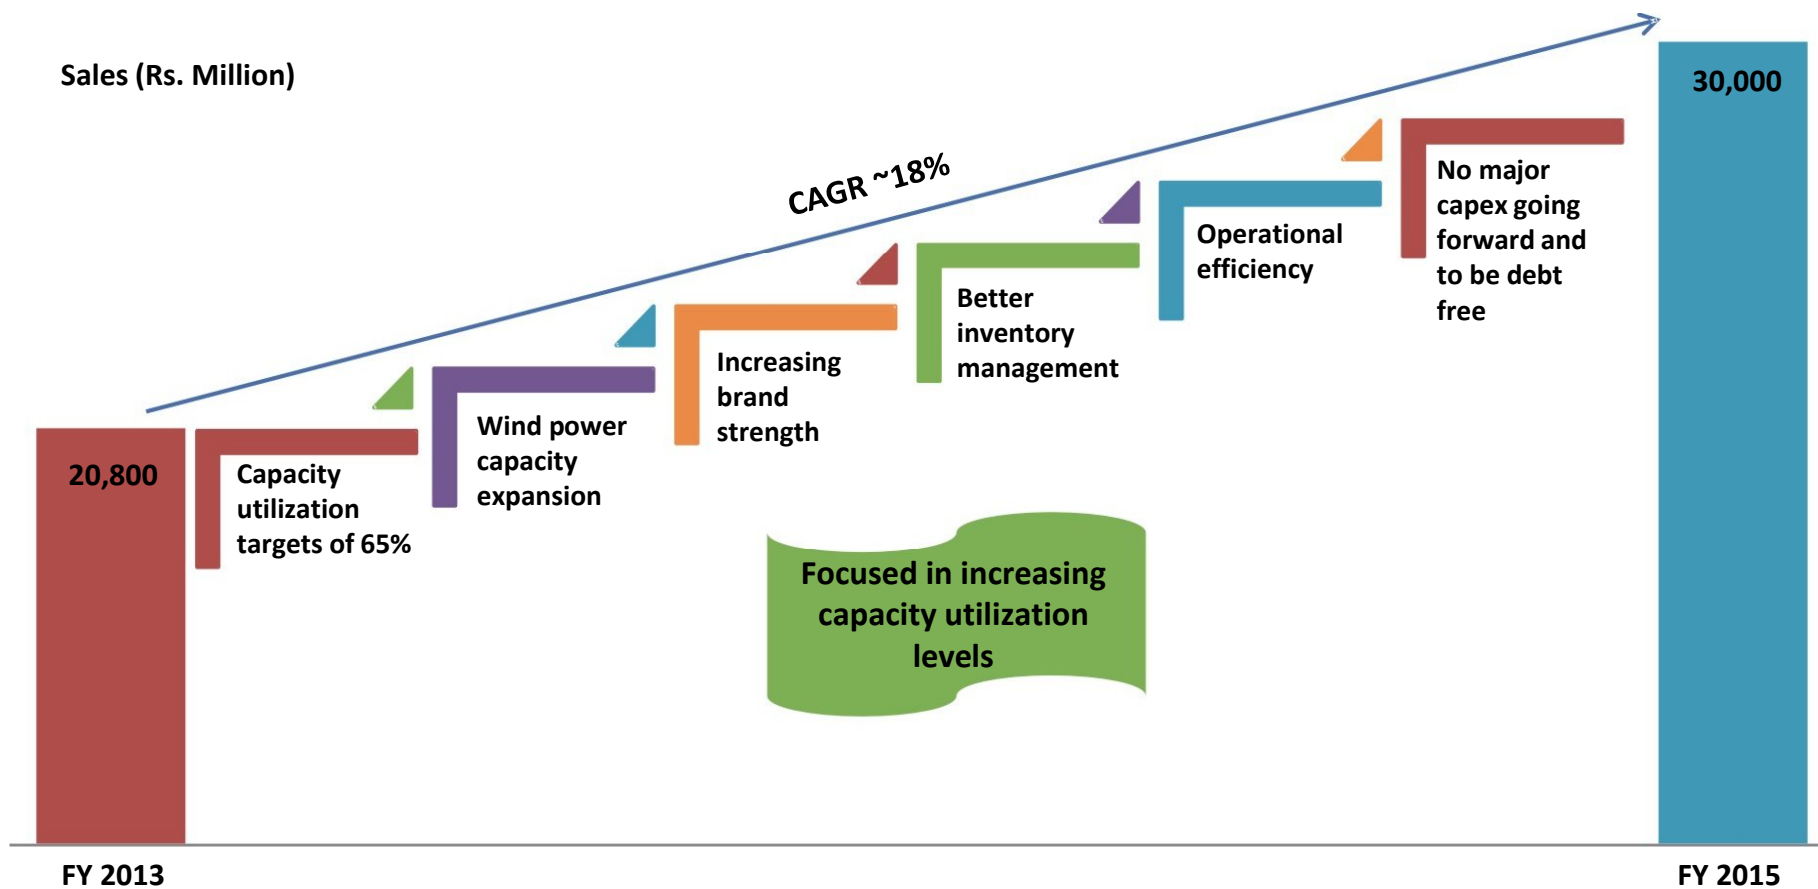 Sales (Rs. Million)
30,000
CAGR ~18%
No major
capex going
forward and
to be debt
free
Operational
efficiency
Better
inventory
management
Increasing
brand
strength
Wind power
capacity
expansion
20,800
Capacity
utilization
targets of 65%
Focused in increasing
capacity utilization
levels
FY 2013
FY 2015